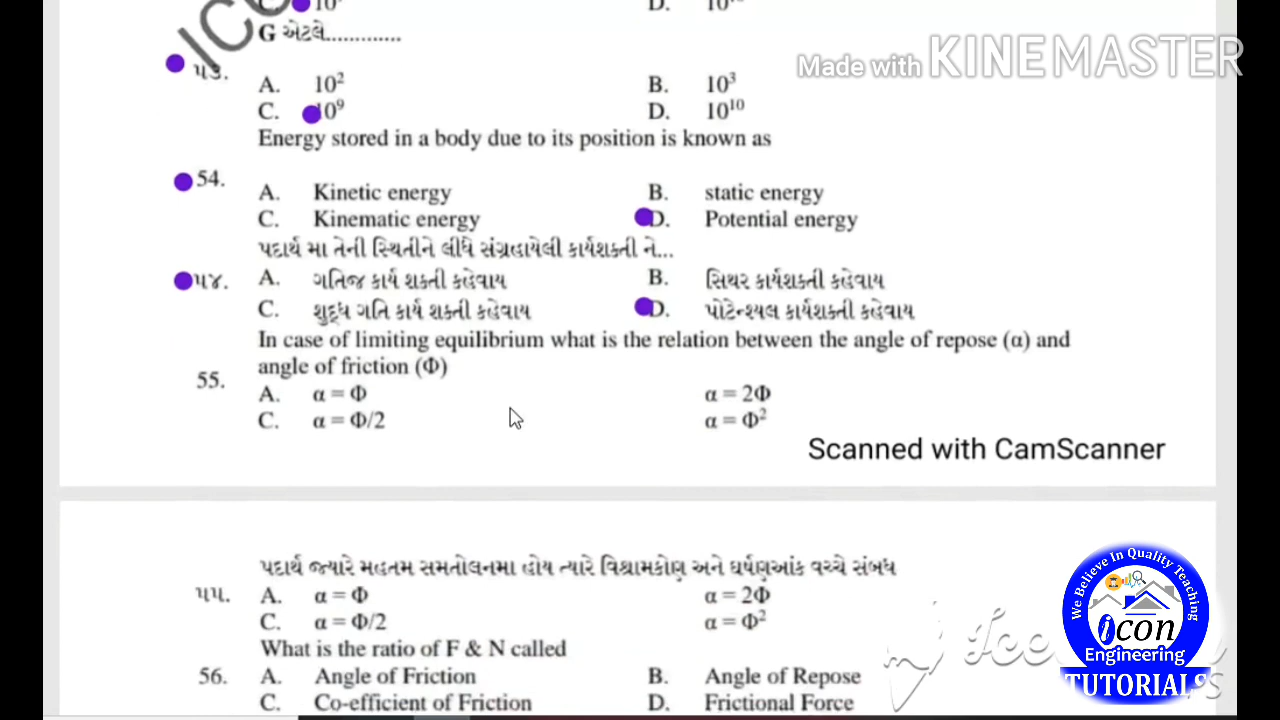 C. 10
D. 10
G એટલે.............
૫૩.
A. 10² B. 10³
C. 10⁹ D. 10¹⁰
Energy stored in a body due to its position is known as
54.
A. Kinetic energy B. static energy
C. Kinematic energy D. Potential energy
પદાર્થ મા તેની સ્થિતીને લીધે સંગ્રહાયેલી કાર્યશક્તી ને...
૫૪. A. ગતિજ કાર્ય શક્તી કહેવાય B. સિથર કાર્યશક્તી કહેવાય
C. શુદ્ધ ગતિ કાર્ય શક્તી કહેવાય D. પોટેન્શ્યલ કાર્યશક્તી કહેવાય
In case of limiting equilibrium what is the relation between the angle of repose (α) and
angle of friction (Φ)
55.
A. α = Φ α = 2Φ
C. α = Φ/2 α = Φ²
Scanned with CamScanner
પદાર્થ જ્યારે મહતમ સમતોલનમા હોય ત્યારે વિશ્રામકોણ અને ઘર્ષણઆંક વચ્ચે સંબધ
૫૫. A. α = Φ α = 2Φ
C. α = Φ/2 α = Φ²
What is the ratio of F & N called
56. A. Angle of Friction B. Angle of Repose
C. Co-efficient of Friction D. Frictional Force
Made with KINEMASTER
We Believe In Quality Teaching
icon
Engineering
TUTORIALS